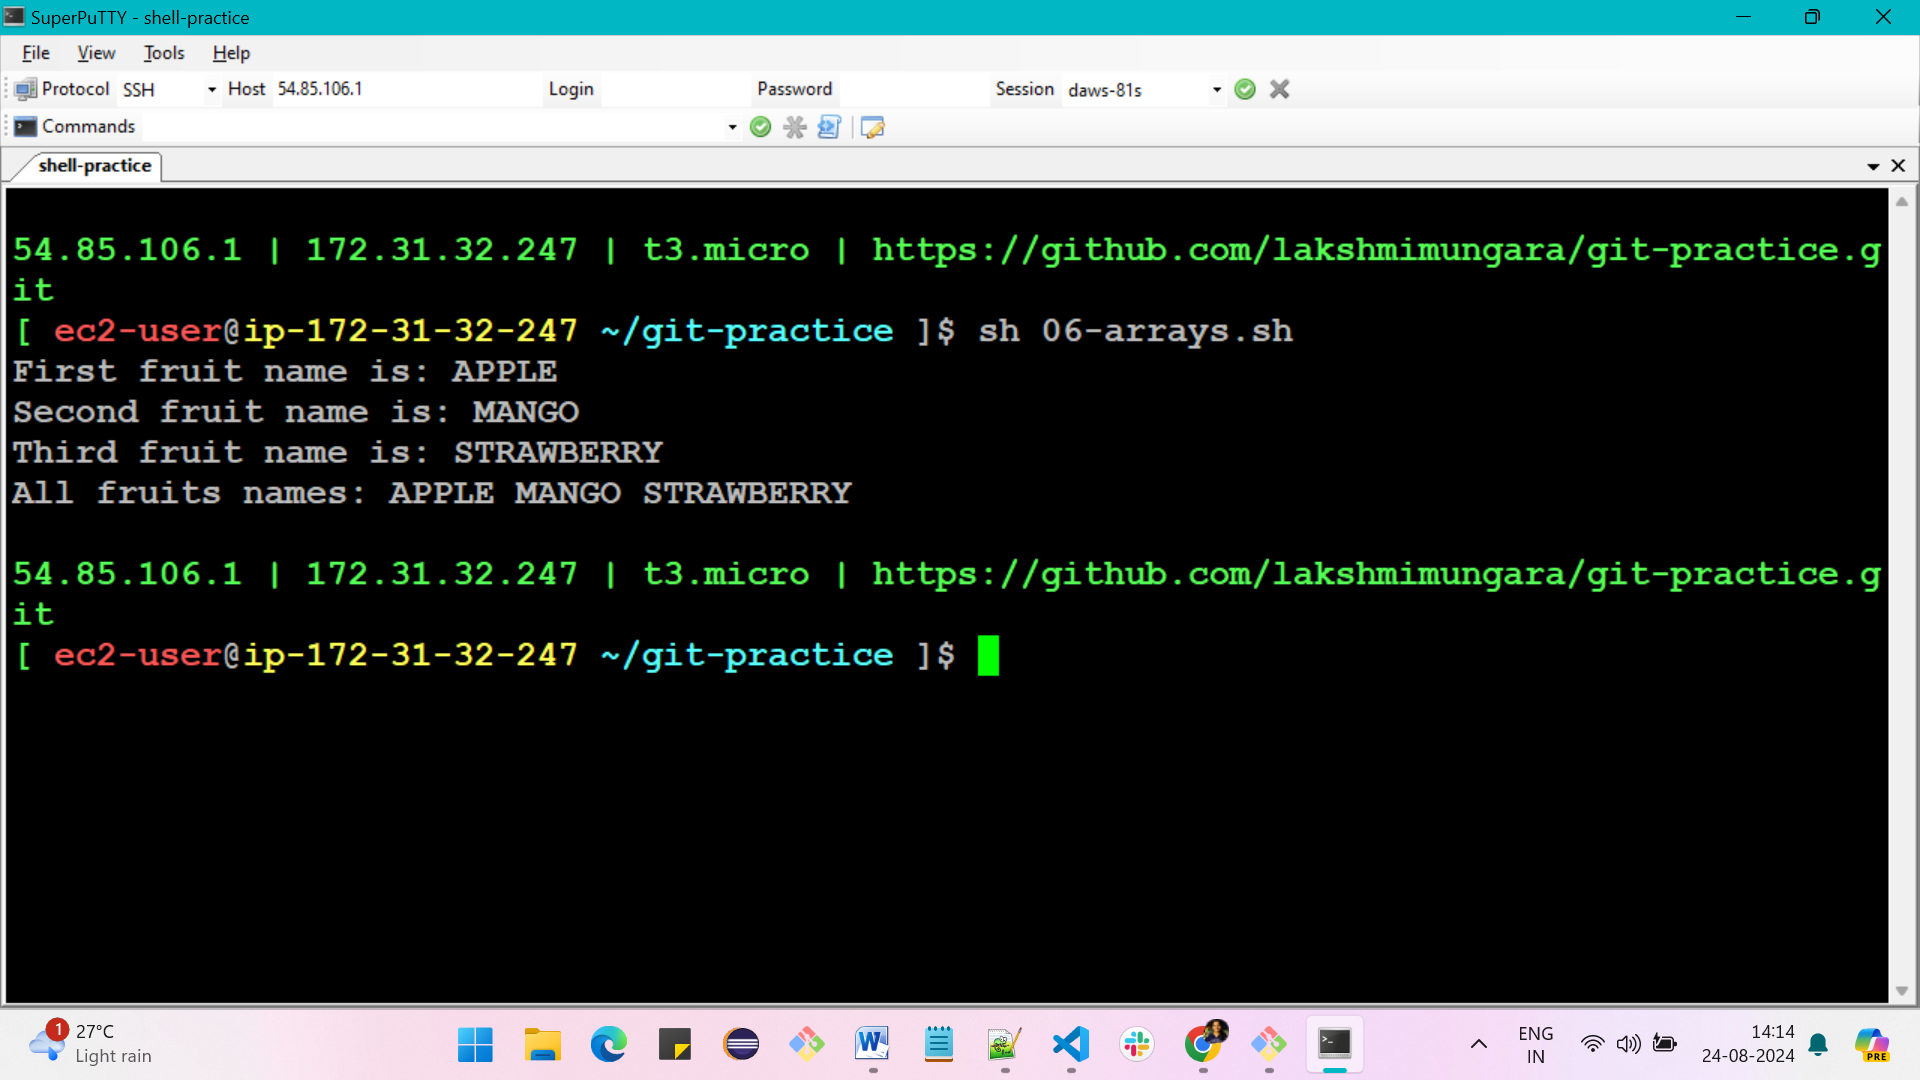 SuperPuTTY - shell-practice
File View Tools Help
Protocol SSH Host 54.85.106.1 Login Password Session daws-81s
Commands
shell-practice
54.85.106.1 | 172.31.32.247 | t3.micro | https://github.com/lakshmimungara/git-practice.g
it
[ ec2-user@ip-172-31-32-247 ~/git-practice ]$ sh 06-arrays.sh
First fruit name is: APPLE
Second fruit name is: MANGO
Third fruit name is: STRAWBERRY
All fruits names: APPLE MANGO STRAWBERRY
54.85.106.1 | 172.31.32.247 | t3.micro | https://github.com/lakshmimungara/git-practice.g
it
[ ec2-user@ip-172-31-32-247 ~/git-practice ]$
1 27°C
Light rain
ENG
IN
14:14
24-08-2024
PRE